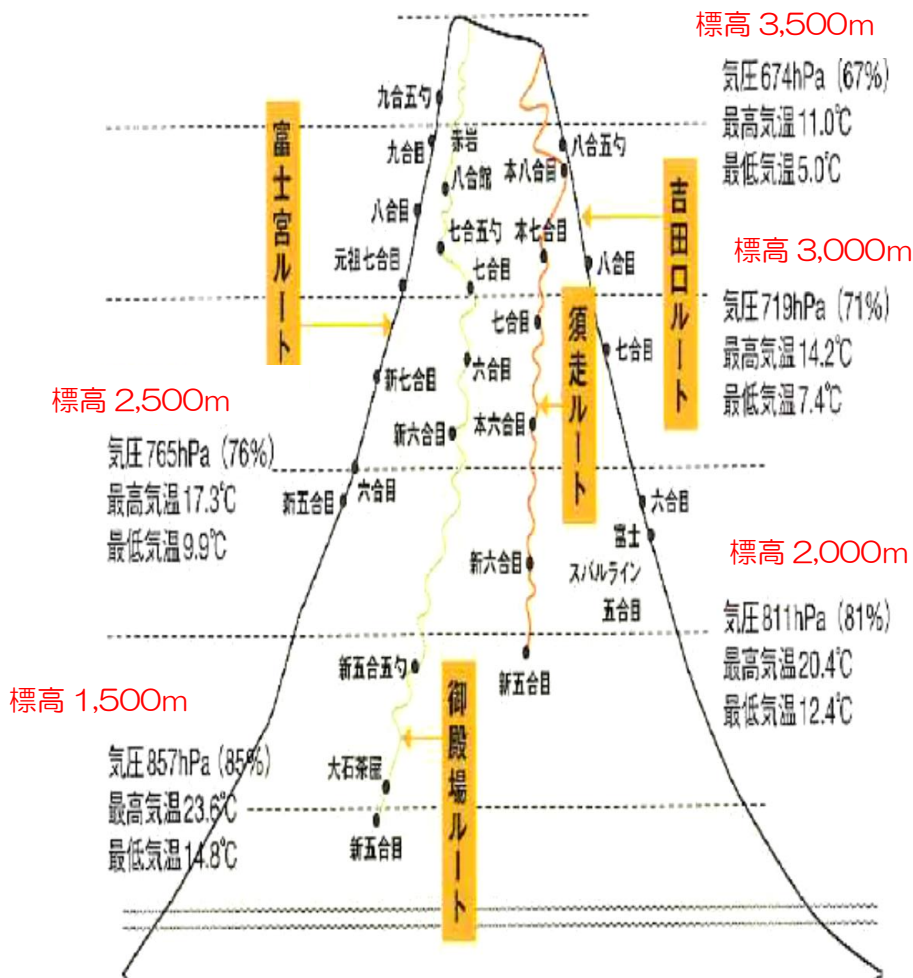 標高 3,500m
気圧674hPa (67%)
最高気温11.0℃
最低気温5.0℃
標高 3,000m
気圧719hPa (71%)
最高気温14.2℃
最低気温7.4℃
標高 2,500m
気圧765hPa (76%)
最高気温17.3℃
最低気温9.9℃
標高 2,000m
気圧811hPa (81%)
最高気温20.4℃
最低気温12.4℃
標高 1,500m
気圧857hPa (85%)
最高気温23.6℃
最低気温14.8℃
富士宮ルート
九合五勺
九合目
八合目
元祖七合目
新七合目
六合目
新五合目
御殿場ルート
赤岩
八合館
七合五勺
七合目
六合目
新六合目
新五合五勺
大石茶屋
新五合目
須走ルート
本八合目
本七合目
七合目
本六合目
新六合目
新五合目
吉田口ルート
八合五勺
八合目
七合目
六合目
富士
スバルライン
五合目